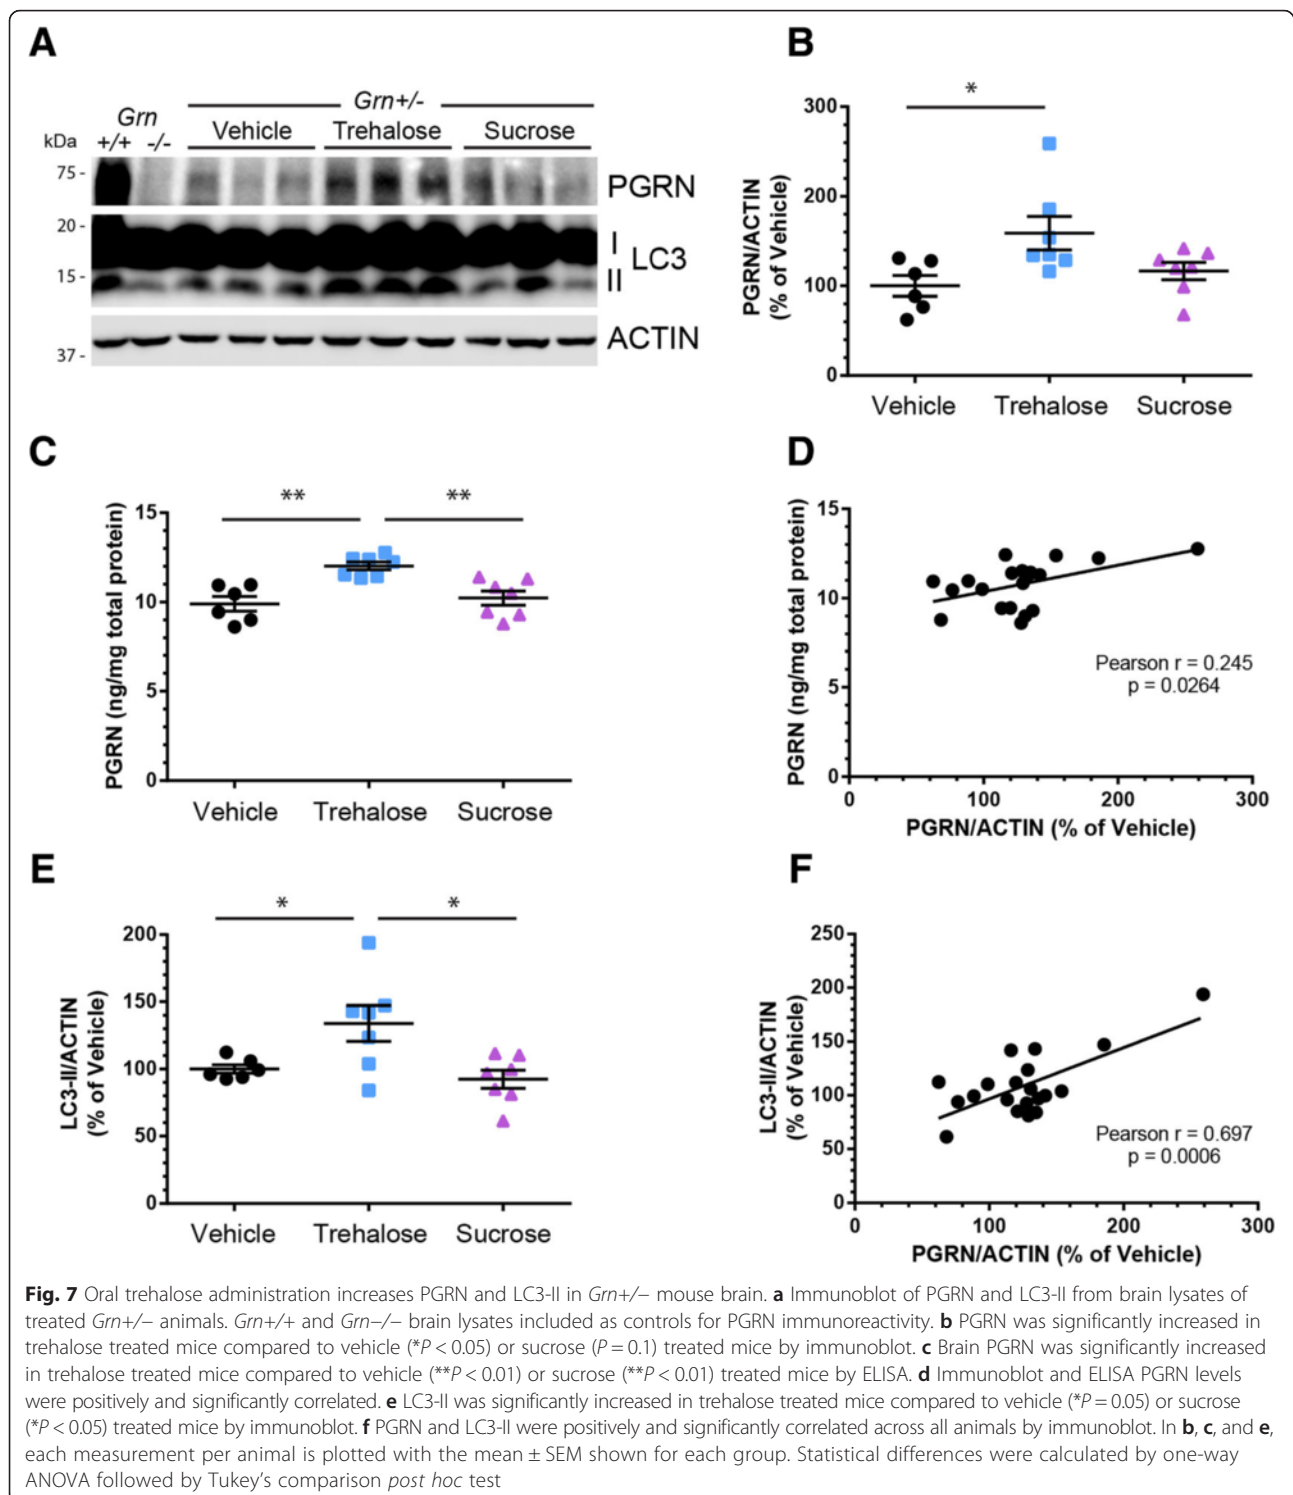 A
Grn
+/+ -/-
Grn+/-
Vehicle Trehalose Sucrose
kDa
75 -
PGRN
20 -
I
LC3
15 -
II
ACTIN
37 -
B
*
PGRN/ACTIN
(% of Vehicle)
300
200
100
0
Vehicle Trehalose Sucrose
C
** **
PGRN (ng/mg total protein)
15
10
5
0
Vehicle Trehalose Sucrose
D
PGRN (ng/mg total protein)
15
10
5
0
Pearson r = 0.245
p = 0.0264
0 100 200 300
PGRN/ACTIN (% of Vehicle)
E
* *
LC3-II/ACTIN
(% of Vehicle)
200
150
100
50
0
Vehicle Trehalose Sucrose
F
LC3-II/ACTIN
(% of Vehicle)
250
200
150
100
50
0
Pearson r = 0.697
p = 0.0006
0 100 200 300
PGRN/ACTIN (% of Vehicle)
Fig. 7 Oral trehalose administration increases PGRN and LC3-II in Grn+/− mouse brain. a Immunoblot of PGRN and LC3-II from brain lysates of
treated Grn+/− animals. Grn+/+ and Grn−/− brain lysates included as controls for PGRN immunoreactivity. b PGRN was significantly increased in
trehalose treated mice compared to vehicle (*P < 0.05) or sucrose (P = 0.1) treated mice by immunoblot. c Brain PGRN was significantly increased
in trehalose treated mice compared to vehicle (**P < 0.01) or sucrose (**P < 0.01) treated mice by ELISA. d Immunoblot and ELISA PGRN levels
were positively and significantly correlated. e LC3-II was significantly increased in trehalose treated mice compared to vehicle (*P = 0.05) or sucrose
(*P < 0.05) treated mice by immunoblot. f PGRN and LC3-II were positively and significantly correlated across all animals by immunoblot. In b, c, and e,
each measurement per animal is plotted with the mean ± SEM shown for each group. Statistical differences were calculated by one-way
ANOVA followed by Tukey's comparison post hoc test